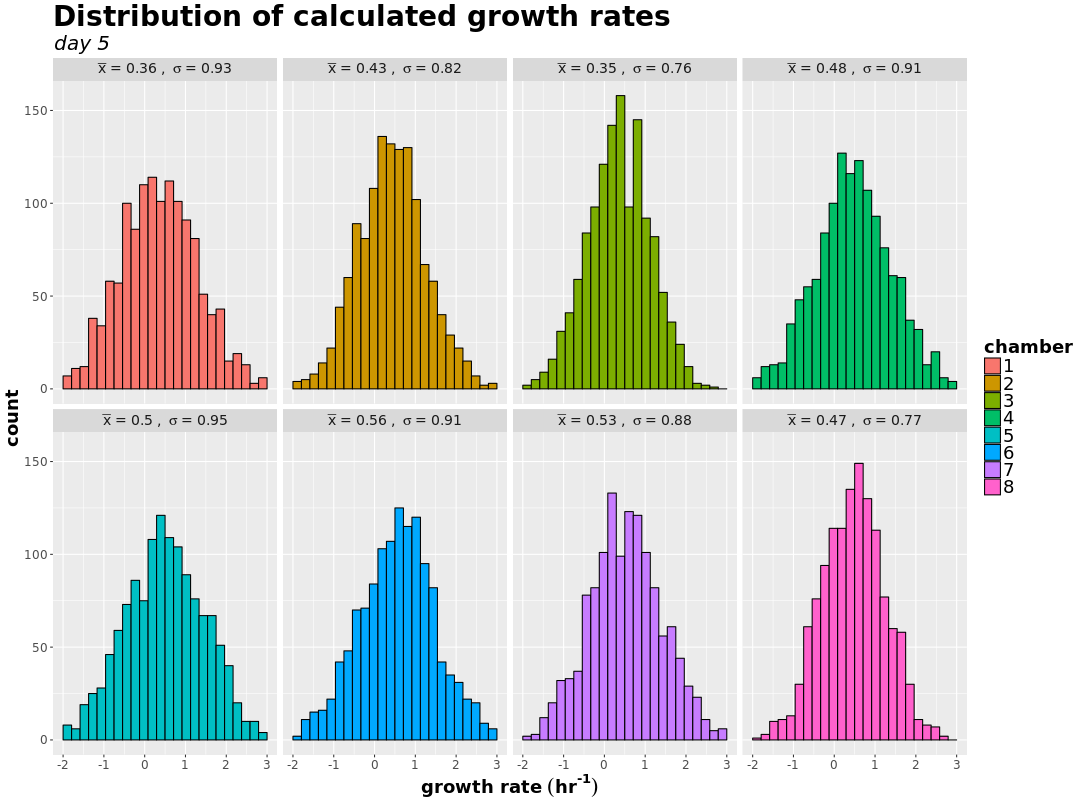 Distribution of calculated growth rates
day 5
x̅ = 0.36 , σ = 0.93
x̅ = 0.43 , σ = 0.82
x̅ = 0.35 , σ = 0.76
x̅ = 0.48 , σ = 0.91
150
100
50
0
x̅ = 0.5 , σ = 0.95
x̅ = 0.56 , σ = 0.91
x̅ = 0.53 , σ = 0.88
x̅ = 0.47 , σ = 0.77
150
100
50
0
-2 -1 0 1 2 3
-2 -1 0 1 2 3
-2 -1 0 1 2 3
-2 -1 0 1 2 3
count
growth rate (hr⁻¹)
chamber
1
2
3
4
5
6
7
8